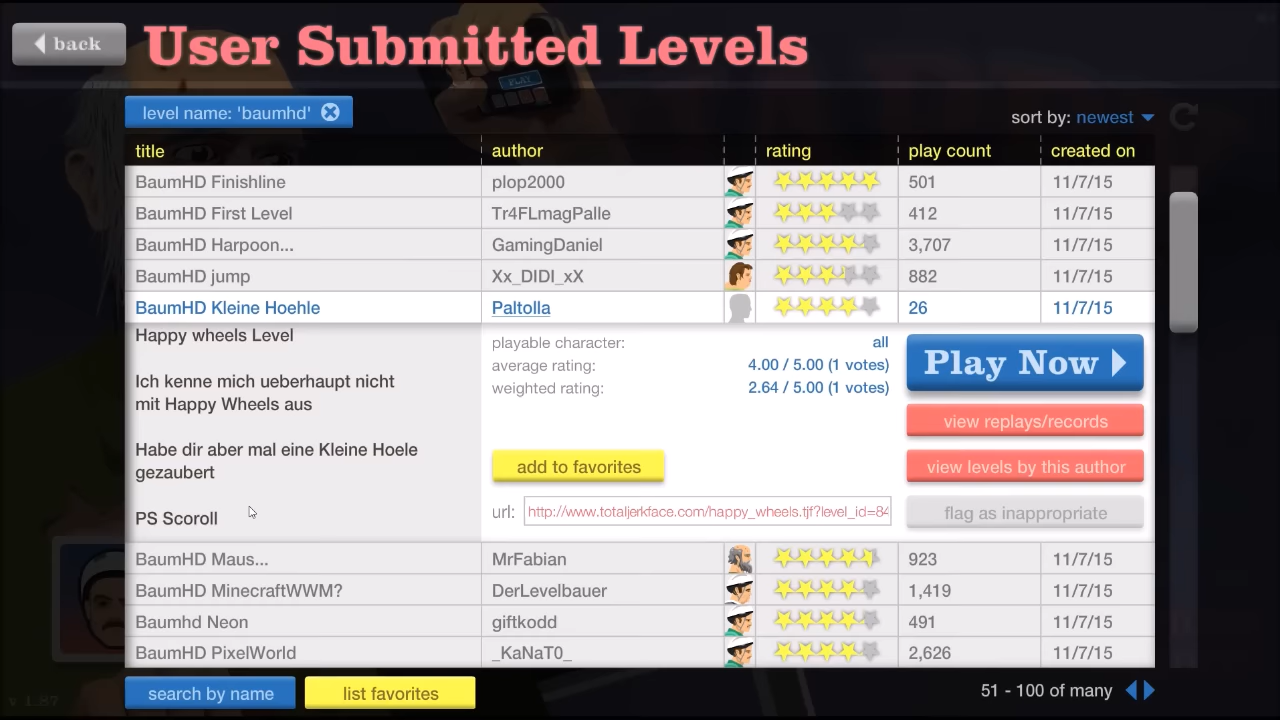 back
User Submitted Levels
level name: 'baumhd'
sort by: newest
title author rating play count created on
BaumHD Finishline plop2000 501 11/7/15
BaumHD First Level Tr4FLmagPalle 412 11/7/15
BaumHD Harpoon... GamingDaniel 3,707 11/7/15
BaumHD jump Xx_DIDI_xX 882 11/7/15
BaumHD Kleine Hoehle Paltolla 26 11/7/15
Happy wheels Level
Ich kenne mich ueberhaupt nicht
mit Happy Wheels aus
Habe dir aber mal eine Kleine Hoele
gezaubert
PS Scoroll
playable character: all
average rating: 4.00 / 5.00 (1 votes)
weighted rating: 2.64 / 5.00 (1 votes)
add to favorites
url: http://www.totaljerkface.com/happy_wheels.tjf?level_id=84
Play Now
view replays/records
view levels by this author
flag as inappropriate
BaumHD Maus... MrFabian 923 11/7/15
BaumHD MinecraftWWM? DerLevelbauer 1,419 11/7/15
Baumhd Neon giftkodd 491 11/7/15
BaumHD PixelWorld _KaNaT0_ 2,626 11/7/15
search by name
list favorites
51 - 100 of many
v 1.87